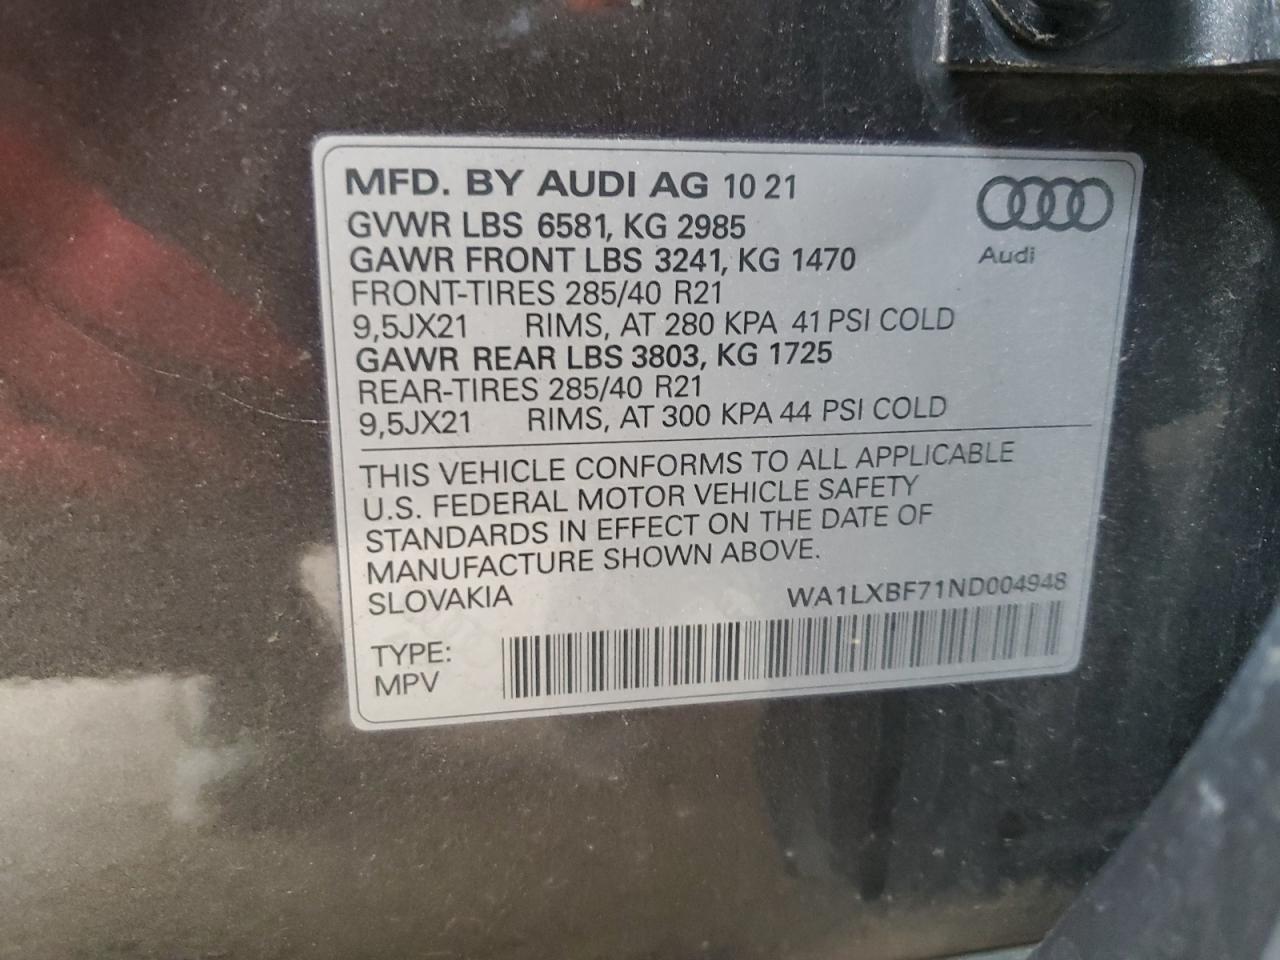 MFD. BY AUDI AG 10 21
GVWR LBS 6581, KG 2985
GAWR FRONT LBS 3241, KG 1470
FRONT-TIRES 285/40 R21
9,5JX21 RIMS, AT 280 KPA 41 PSI COLD
GAWR REAR LBS 3803, KG 1725
REAR-TIRES 285/40 R21
9,5JX21 RIMS, AT 300 KPA 44 PSI COLD
Audi
THIS VEHICLE CONFORMS TO ALL APPLICABLE
U.S. FEDERAL MOTOR VEHICLE SAFETY
STANDARDS IN EFFECT ON THE DATE OF
MANUFACTURE SHOWN ABOVE.
SLOVAKIA WA1LXBF71ND004948
TYPE:
MPV